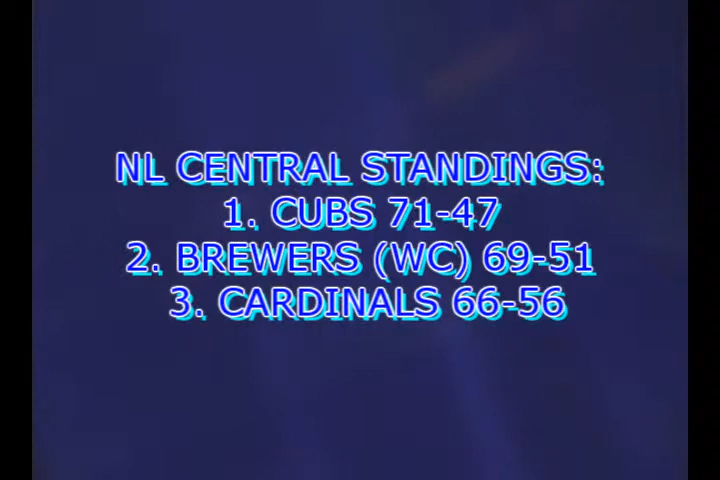 NL CENTRAL STANDINGS:
1. CUBS 71-47
2. BREWERS (WC) 69-51
3. CARDINALS 66-56